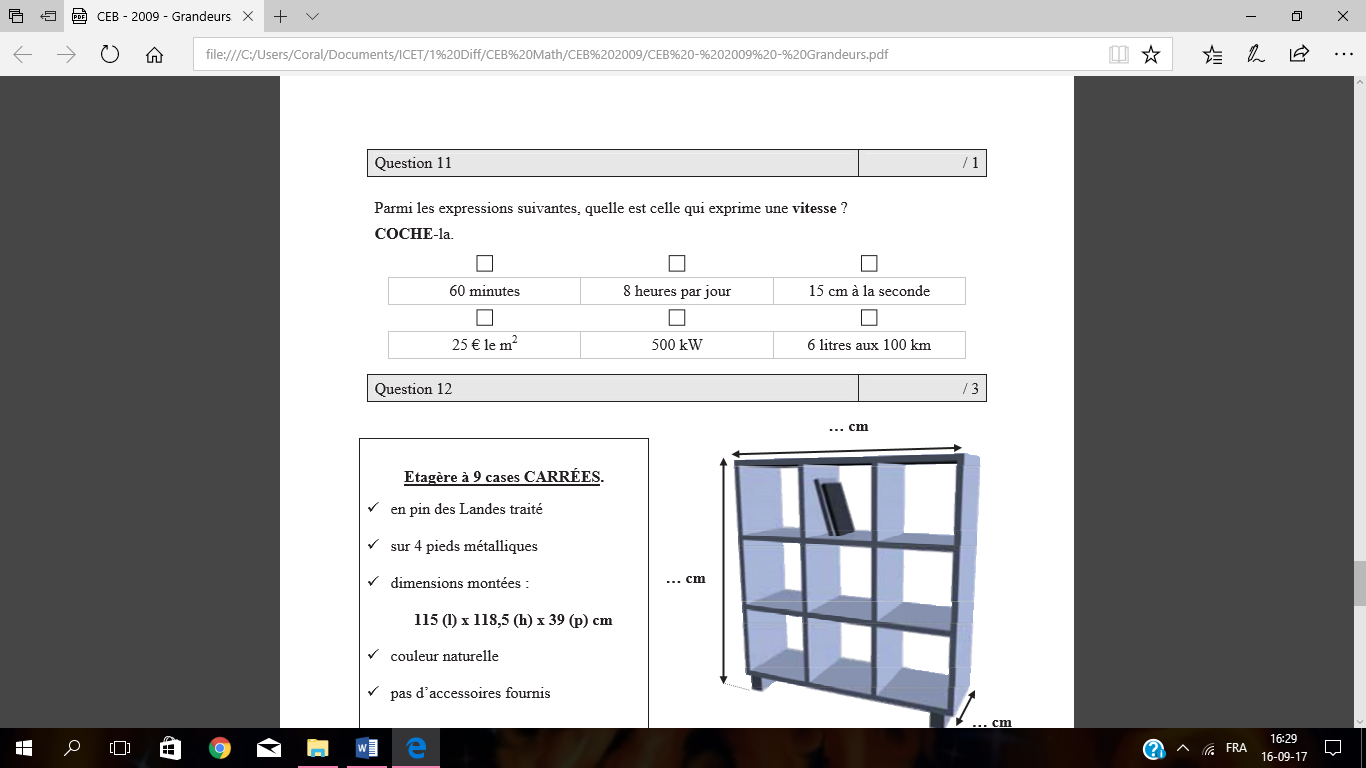 CEB - 2009 - Grandeurs
file:///C:/Users/Coral/Documents/ICET/1%20Diff/CEB%20Math/CEB%202009/CEB%20-%202009%20-%20Grandeurs.pdf
Question 11 / 1
Parmi les expressions suivantes, quelle est celle qui exprime une vitesse ?
COCHE-la.
60 minutes 8 heures par jour 15 cm à la seconde
25 € le m² 500 kW 6 litres aux 100 km
Question 12 / 3
… cm
Etagère à 9 cases CARRÉES.
✓ en pin des Landes traité
✓ sur 4 pieds métalliques
✓ dimensions montées :
… cm
115 (l) x 118,5 (h) x 39 (p) cm
✓ couleur naturelle
✓ pas d’accessoires fournis
… cm
FRA
16:29
16-09-17